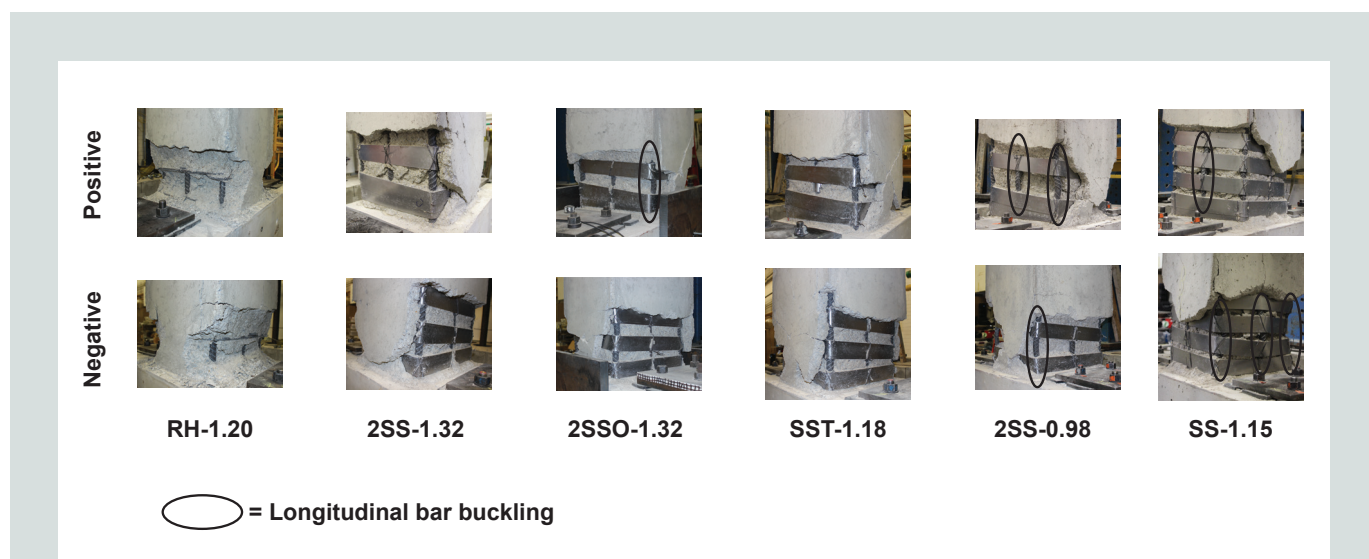 Positive
Negative
RH-1.20 2SS-1.32 2SSO-1.32 SST-1.18 2SS-0.98 SS-1.15
= Longitudinal bar buckling